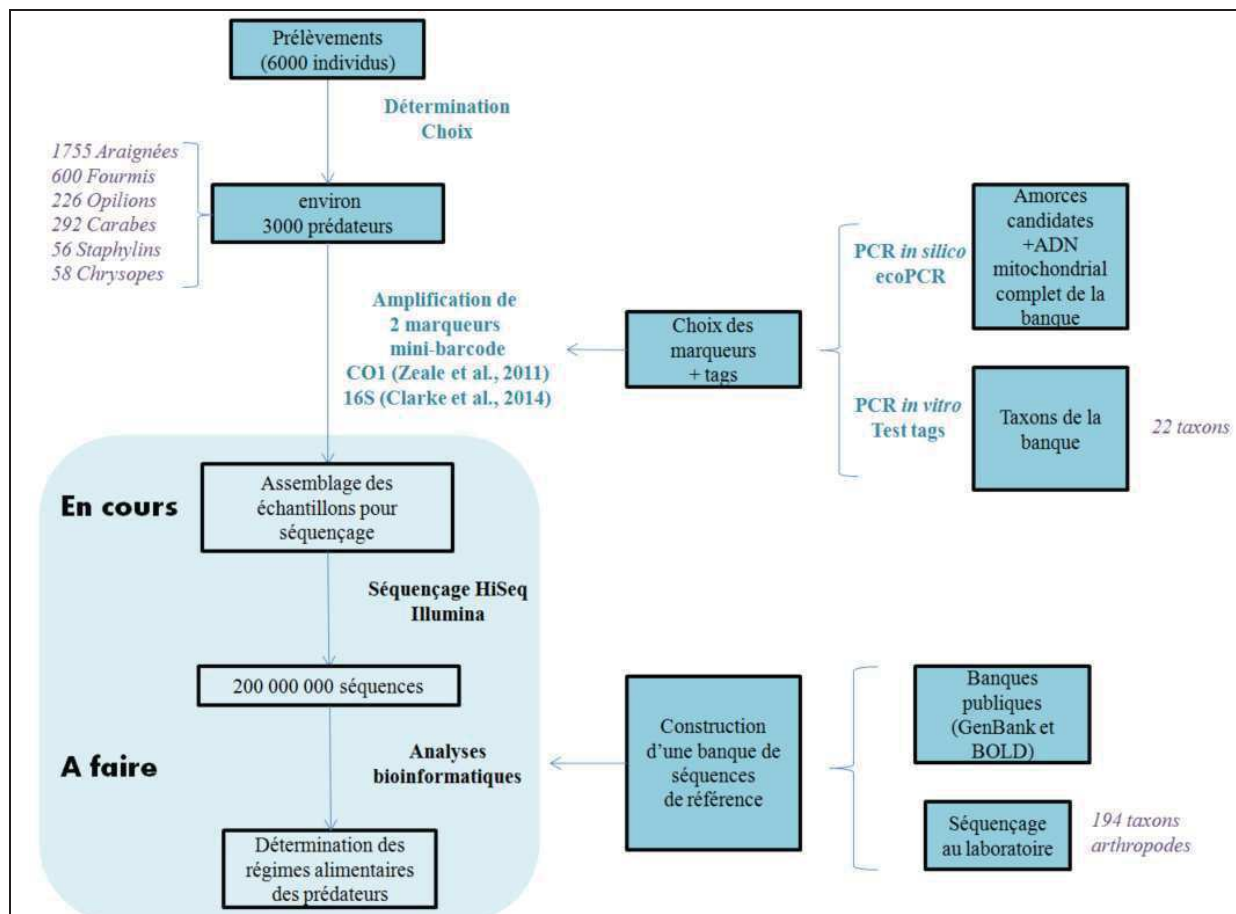 Prélèvements
(6000 individus)
Détermination
Choix
1755 Araignées
600 Fourmis
226 Opilions
292 Carabes
56 Staphylins
58 Chrysopes
environ
3000 prédateurs
Amplification de
2 marqueurs
mini-barcode
CO1 (Zeale et al., 2011)
16S (Clarke et al., 2014)
Choix des
marqueurs
+ tags
PCR in silico
ecoPCR
Amorces
candidates
+ADN
mitochondrial
complet de la
banque
PCR in vitro
Test tags
Taxons de la
banque
22 taxons
En cours
Assemblage des
échantillons pour
séquençage
Séquençage HiSeq
Illumina
200 000 000 séquences
A faire
Analyses
bioinformatiques
Construction
d'une banque de
séquences
de référence
Banques
publiques
(GenBank et
BOLD)
Séquençage
au laboratoire
194 taxons
arthropodes
Détermination des
régimes alimentaires
des prédateurs